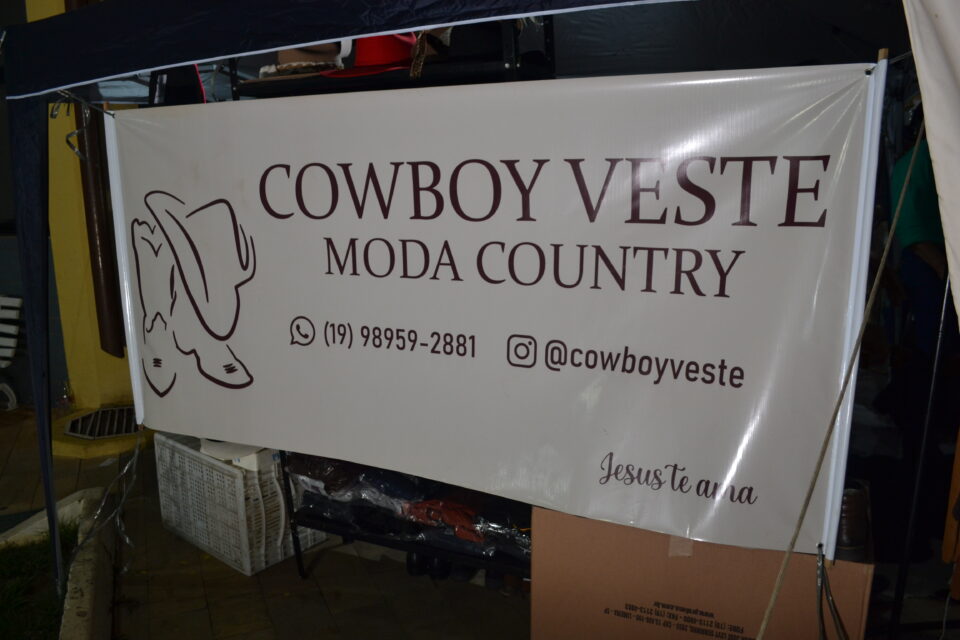 COWBOY VESTE
MODA COUNTRY
(19) 98959-2881 @cowboyveste
Jesus Te ama